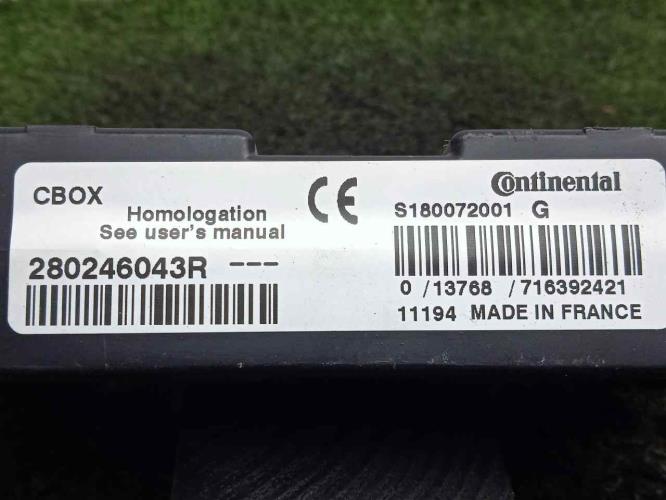 CBOX
Homologation
See user's manual
280246043R ---
CE
Continental
S180072001 G
0 /13768 /716392421
11194 MADE IN FRANCE